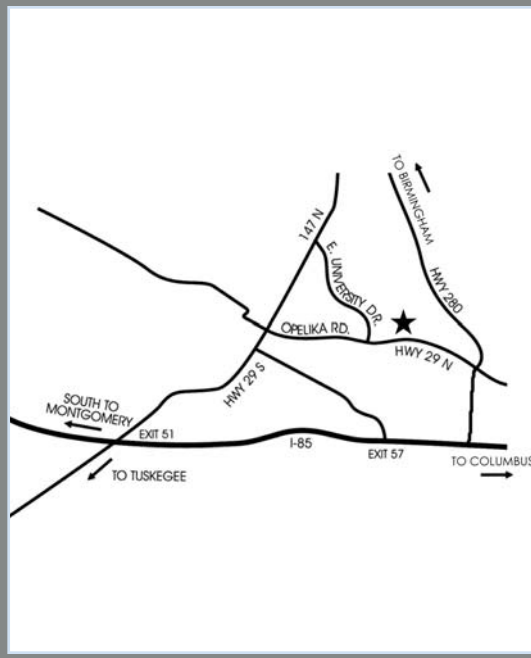 TO BIRMINGHAM
147 N
E. UNIVERSITY DR.
HWY 280
OPELIKA RD.
HWY 29 N
HWY 29 S
SOUTH TO
MONTGOMERY
EXIT 51
I-85
EXIT 57
TO COLUMBUS
TO TUSKEGEE